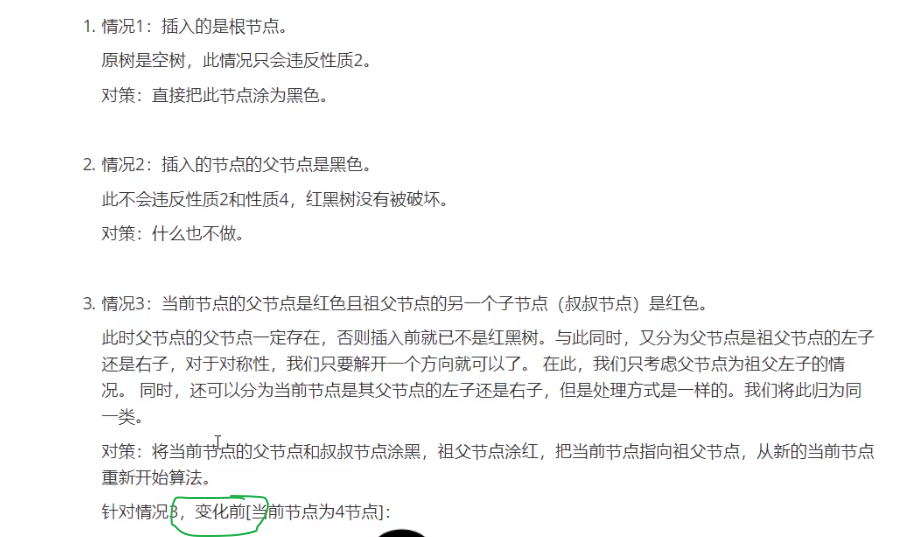 1. 情况1：插入的是根节点。
原树是空树，此情况只会违反性质2。
对策：直接把此节点涂为黑色。
2. 情况2：插入的节点的父节点是黑色。
此不会违反性质2和性质4，红黑树没有被破坏。
对策：什么也不做。
3. 情况3：当前节点的父节点是红色且祖父节点的另一个子节点（叔叔节点）是红色。
此时父节点的父节点一定存在，否则插入前就已不是红黑树。与此同时，又分为父节点是祖父节点的左子
还是右子，对于对称性，我们只要解开一个方向就可以了。 在此，我们只考虑父节点为祖父左子的情
况。 同时，还可以分为当前节点是其父节点的左子还是右子，但是处理方式是一样的。我们将此归为同
一类。
对策：将当前节点的父节点和叔叔节点涂黑，祖父节点涂红，把当前节点指向祖父节点，从新的当前节点
重新开始算法。
针对情况3，变化前[当前节点为4节点]：